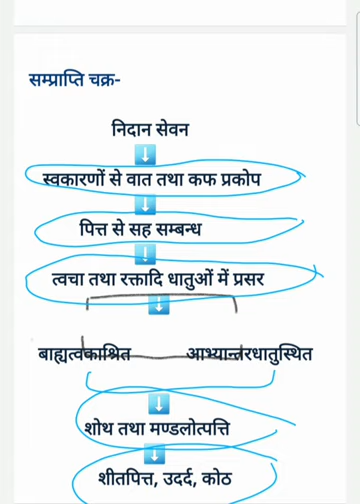 सम्प्राप्ति चक्र-
निदान सेवन
स्वकारणों से वात तथा कफ प्रकोप
पित्त से सह सम्बन्ध
त्वचा तथा रक्तादि धातुओं में प्रसर
बाह्यत्वकाश्रित आभ्यान्तरधातुस्थित
शोथ तथा मण्डलोत्पत्ति
शीतपित्त, उदर्द, कोठ